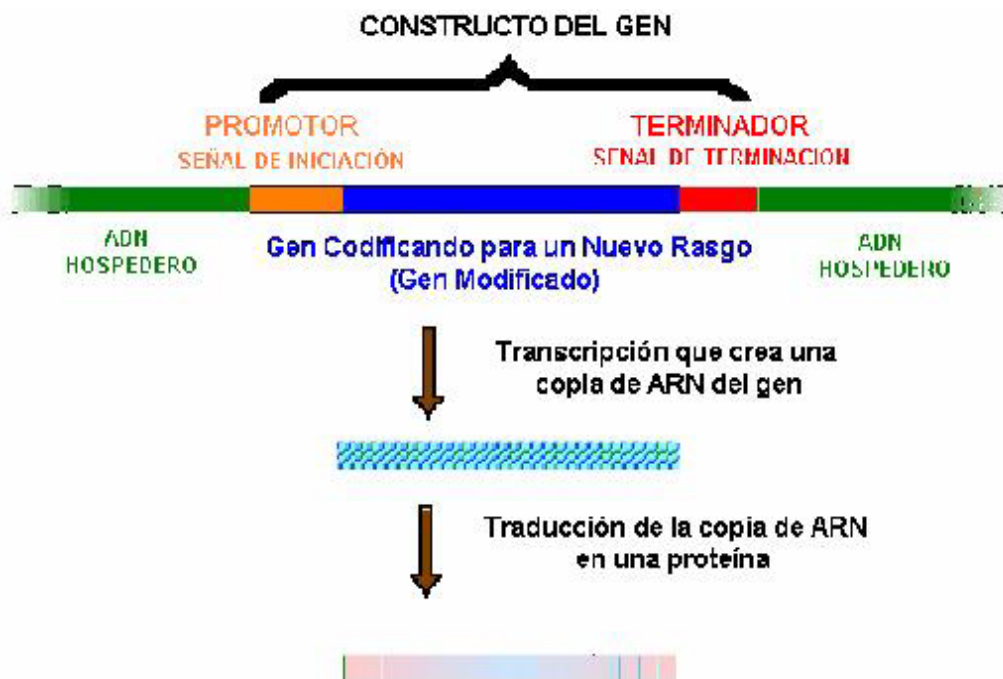 CONSTRUCTO DEL GEN
PROMOTOR
SEÑAL DE INICIACIÓN
TERMINADOR
SENAL DE TERMINACION
ADN
HOSPEDERO
Gen Codificando para un Nuevo Rasgo
(Gen Modificado)
ADN
HOSPEDERO
Transcripción que crea una
copia de ARN del gen
Traducción de la copia de ARN
en una proteína